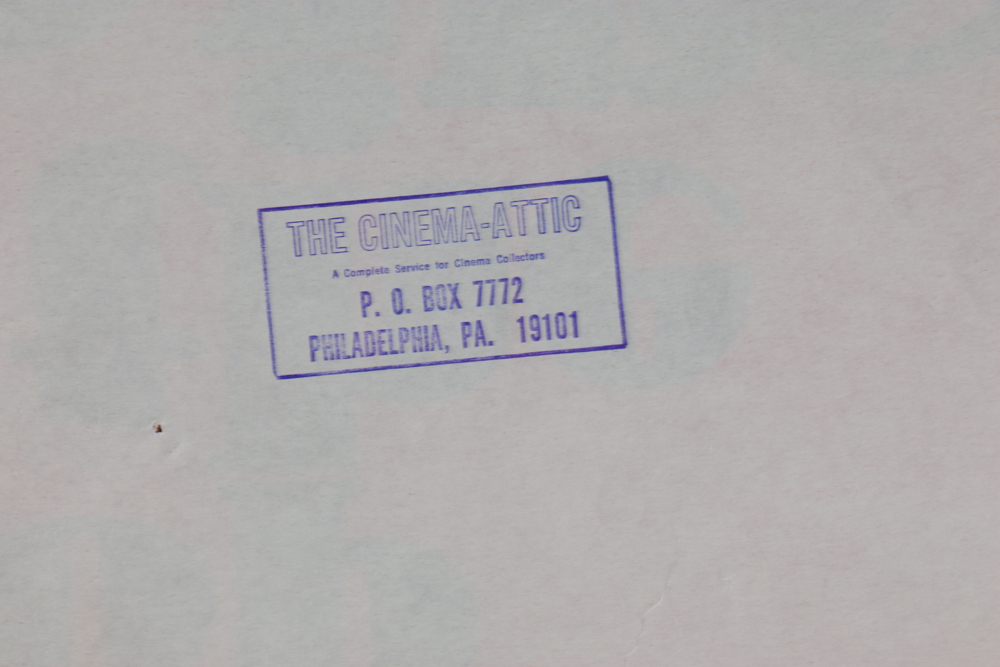 THE CINEMA-ATTIC
A Complete Service for Cinema Collectors
P. O. BOX 7772
PHILADELPHIA, PA. 19101